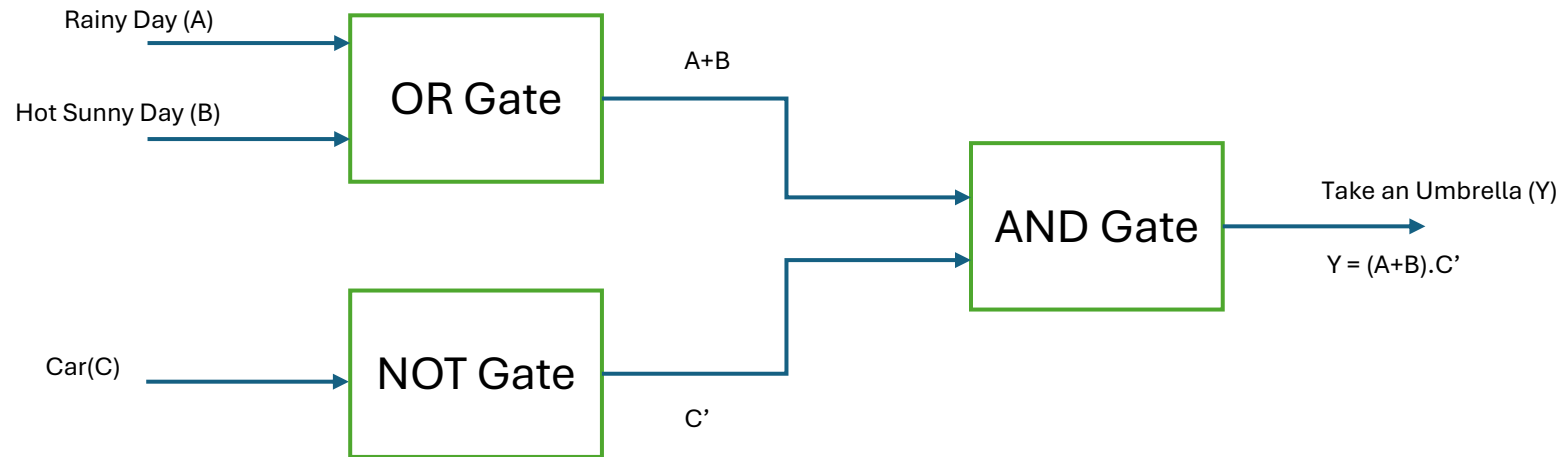 Rainy Day (A)
Hot Sunny Day (B)
OR Gate
A+B
Car(C)
NOT Gate
C’
AND Gate
Take an Umbrella (Y)
Y = (A+B).C’